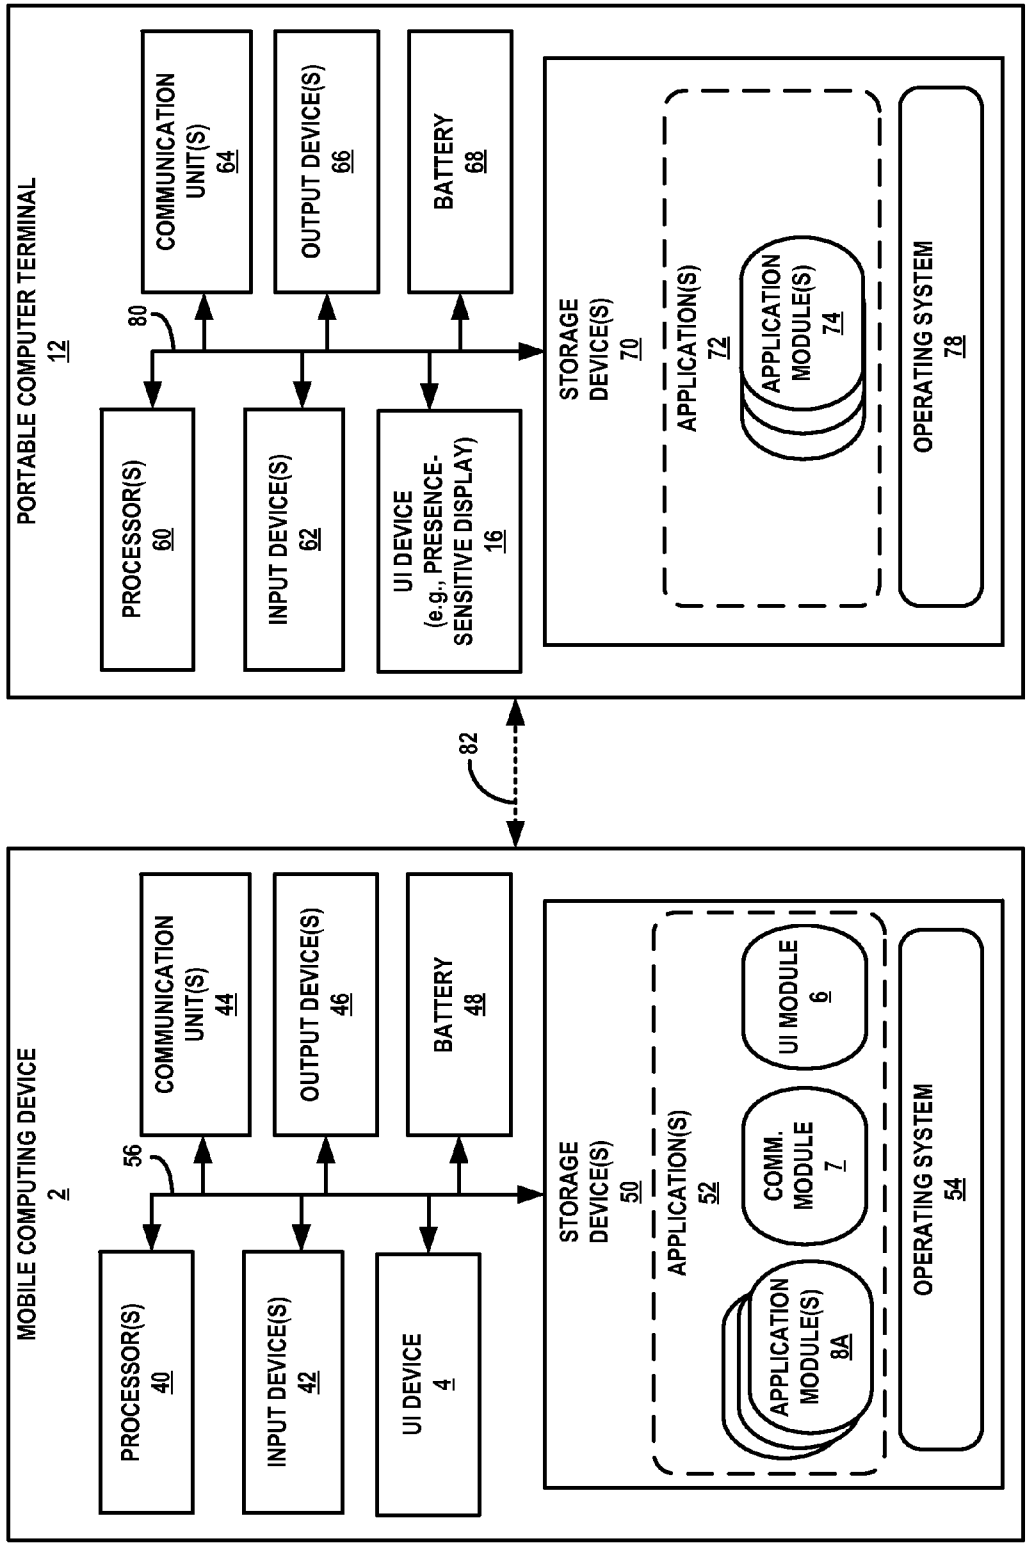 MOBILE COMPUTING DEVICE
2
PROCESSOR(S)
40
INPUT DEVICE(S)
42
UI DEVICE
4
56
COMMUNICATION
UNIT(S)
44
OUTPUT DEVICE(S)
46
BATTERY
48
STORAGE
DEVICE(S)
50
APPLICATION(S)
52
APPLICATION
MODULE(S)
8A
COMM.
MODULE
7
UI MODULE
6
OPERATING SYSTEM
54
82
PORTABLE COMPUTER TERMINAL
12
PROCESSOR(S)
60
INPUT DEVICE(S)
62
UI DEVICE
(e.g., PRESENCE-
SENSITIVE DISPLAY)
16
80
COMMUNICATION
UNIT(S)
64
OUTPUT DEVICE(S)
66
BATTERY
68
STORAGE
DEVICE(S)
70
APPLICATION(S)
72
APPLICATION
MODULE(S)
74
OPERATING SYSTEM
78